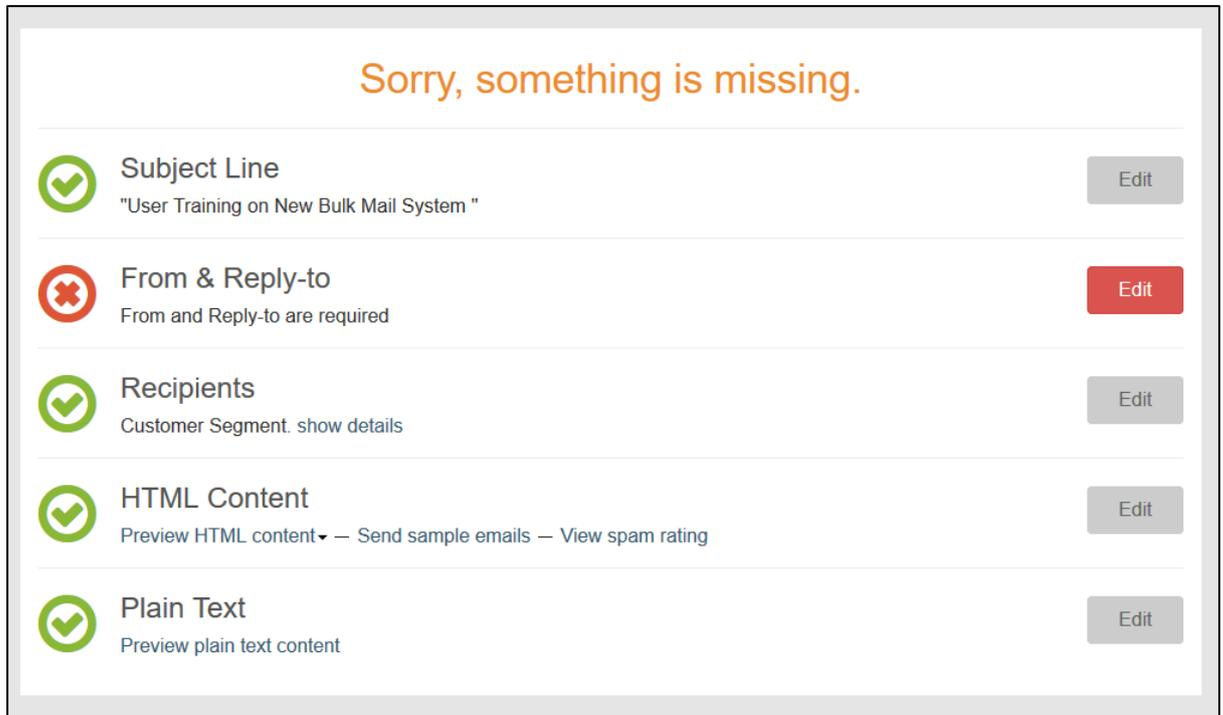 Sorry, something is missing.
Subject Line
Edit
"User Training on New Bulk Mail System "
From & Reply-to
Edit
From and Reply-to are required
Recipients
Edit
Customer Segment. show details
HTML Content
Edit
Preview HTML content — Send sample emails — View spam rating
Plain Text
Edit
Preview plain text content